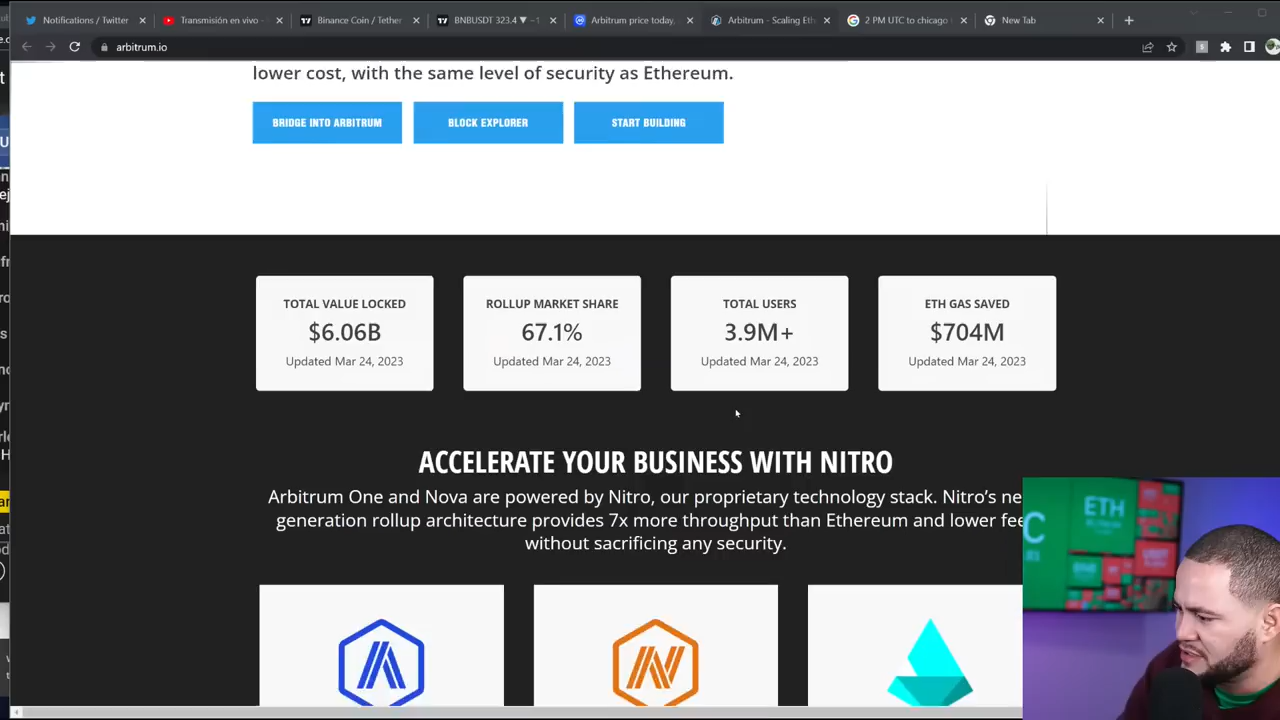 Notifications / Twitter
Transmisión en vivo -
Binance Coin / Tether
BNBUSDT 323.4 ▼ −1
Arbitrum price today,
Arbitrum - Scaling Eth
2 PM UTC to chicago
New Tab
arbitrum.io
lower cost, with the same level of security as Ethereum.
BRIDGE INTO ARBITRUM
BLOCK EXPLORER
START BUILDING
TOTAL VALUE LOCKED
$6.06B
Updated Mar 24, 2023
ROLLUP MARKET SHARE
67.1%
Updated Mar 24, 2023
TOTAL USERS
3.9M+
Updated Mar 24, 2023
ETH GAS SAVED
$704M
Updated Mar 24, 2023
ACCELERATE YOUR BUSINESS WITH NITRO
Arbitrum One and Nova are powered by Nitro, our proprietary technology stack. Nitro's ne
generation rollup architecture provides 7x more throughput than Ethereum and lower fee
without sacrificing any security.
ETH
C